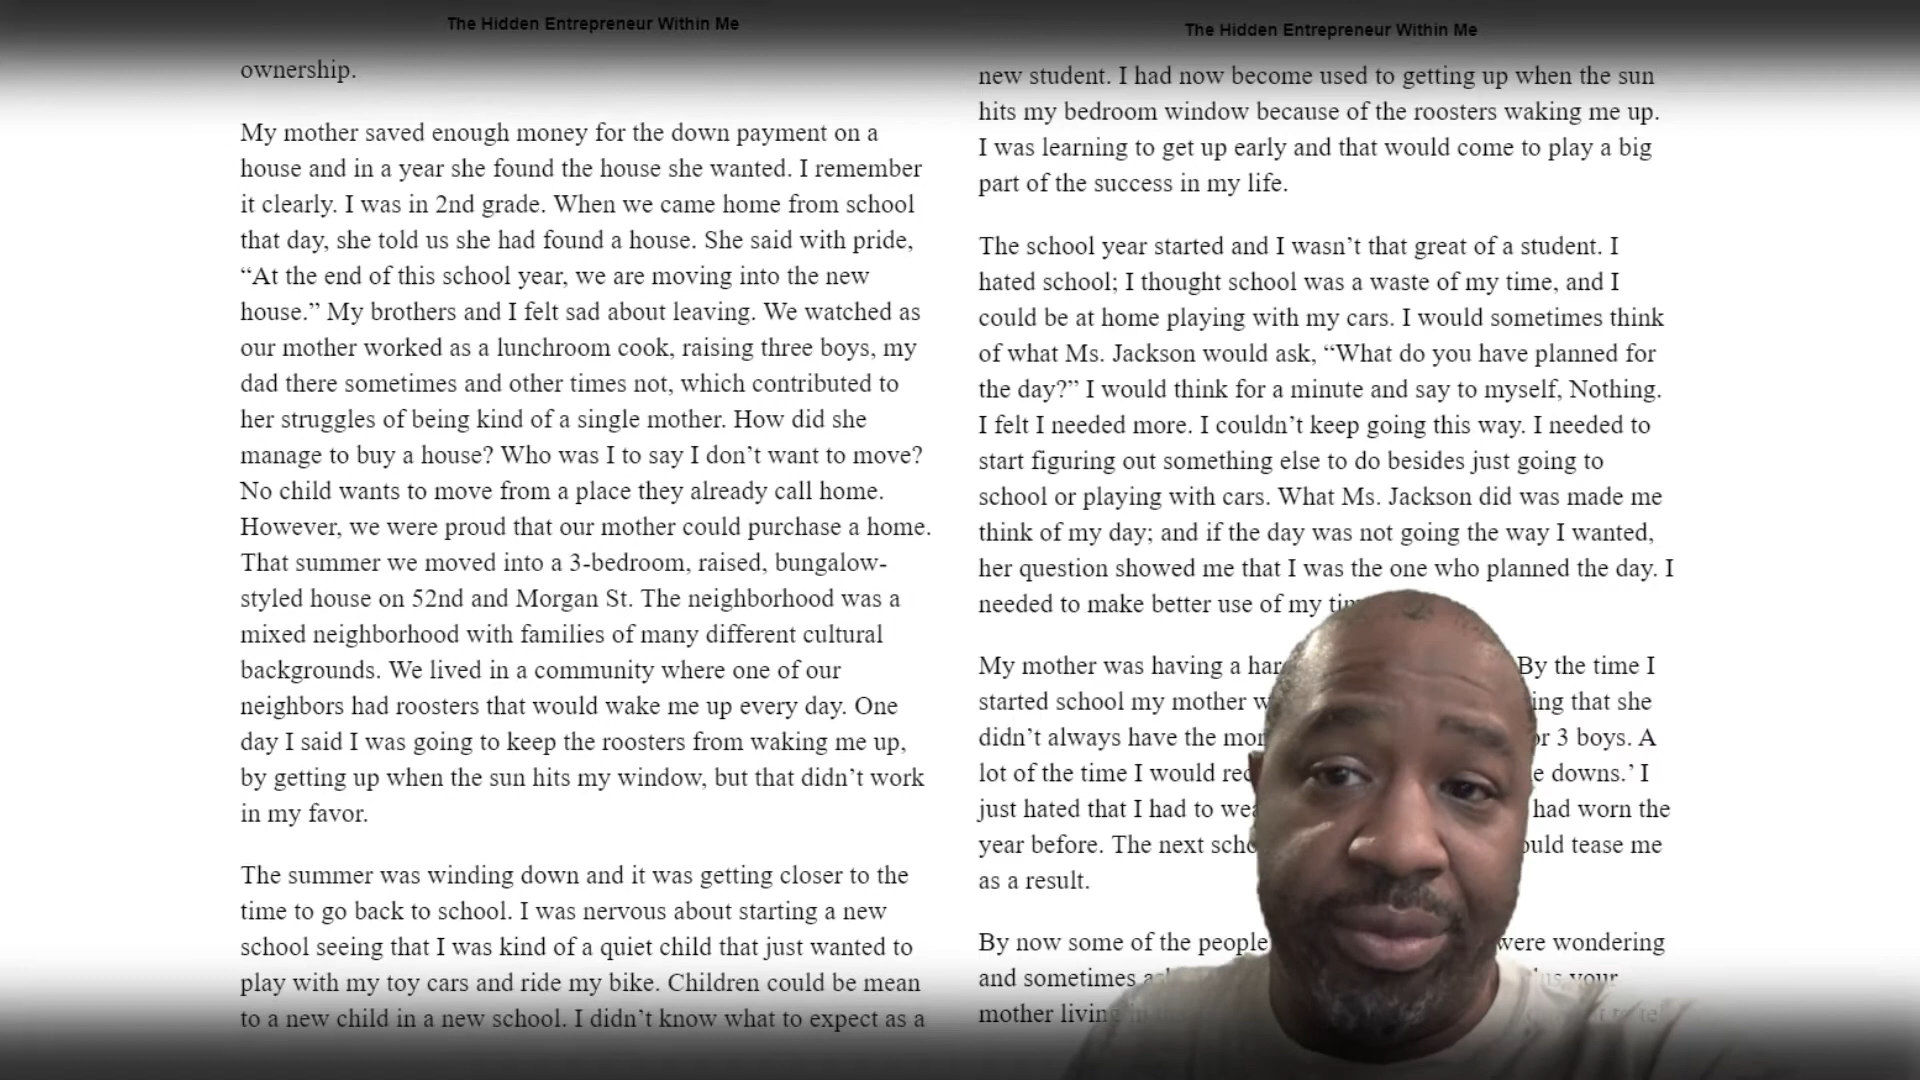 The Hidden Entrepreneur Within Me
ownership.
My mother saved enough money for the down payment on a
house and in a year she found the house she wanted. I remember
it clearly. I was in 2nd grade. When we came home from school
that day, she told us she had found a house. She said with pride,
“At the end of this school year, we are moving into the new
house.” My brothers and I felt sad about leaving. We watched as
our mother worked as a lunchroom cook, raising three boys, my
dad there sometimes and other times not, which contributed to
her struggles of being kind of a single mother. How did she
manage to buy a house? Who was I to say I don’t want to move?
No child wants to move from a place they already call home.
However, we were proud that our mother could purchase a home.
That summer we moved into a 3-bedroom, raised, bungalow-
styled house on 52nd and Morgan St. The neighborhood was a
mixed neighborhood with families of many different cultural
backgrounds. We lived in a community where one of our
neighbors had roosters that would wake me up every day. One
day I said I was going to keep the roosters from waking me up,
by getting up when the sun hits my window, but that didn’t work
in my favor.
The summer was winding down and it was getting closer to the
time to go back to school. I was nervous about starting a new
school seeing that I was kind of a quiet child that just wanted to
play with my toy cars and ride my bike. Children could be mean
to a new child in a new school. I didn’t know what to expect as a
The Hidden Entrepreneur Within Me
new student. I had now become used to getting up when the sun
hits my bedroom window because of the roosters waking me up.
I was learning to get up early and that would come to play a big
part of the success in my life.
The school year started and I wasn’t that great of a student. I
hated school; I thought school was a waste of my time, and I
could be at home playing with my cars. I would sometimes think
of what Ms. Jackson would ask, “What do you have planned for
the day?” I would think for a minute and say to myself, Nothing.
I felt I needed more. I couldn’t keep going this way. I needed to
start figuring out something else to do besides just going to
school or playing with cars. What Ms. Jackson did was made me
think of my day; and if the day was not going the way I wanted,
her question showed me that I was the one who planned the day. I
needed to make better use of my
My mother was having a By the time I
started school my mother that she
didn’t always have the 3 boys. A
lot of the time I would downs.’ I
just hated that I had to had worn the
year before. The next tease me
as a result.
By now some of the people were wondering
and sometimes your
mother